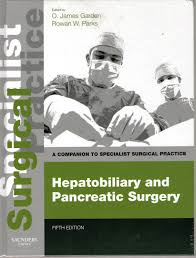 Edited by
O. James Garden
Rowan W. Parks
Specialist
Surgical
Practice
A COMPANION TO SPECIALIST SURGICAL PRACTICE
Hepatobiliary and
Pancreatic Surgery
FIFTH EDITION
SAUNDERS